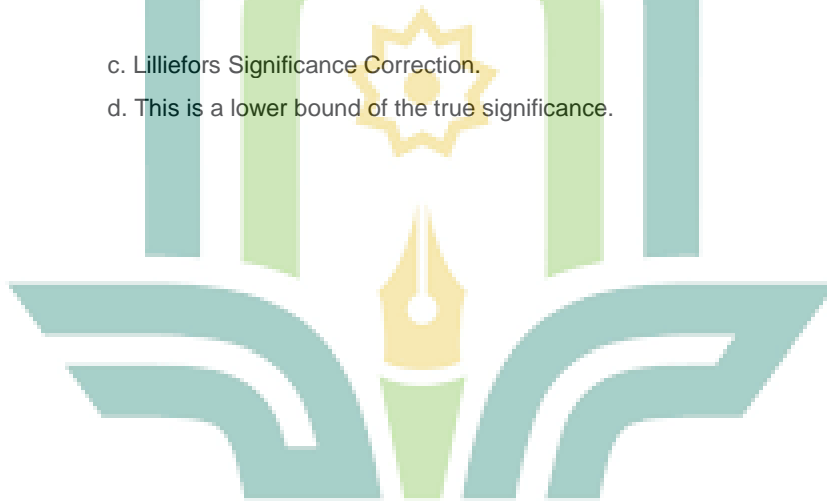 c. Lilliefors Significance Correction.
d. This is a lower bound of the true significance.